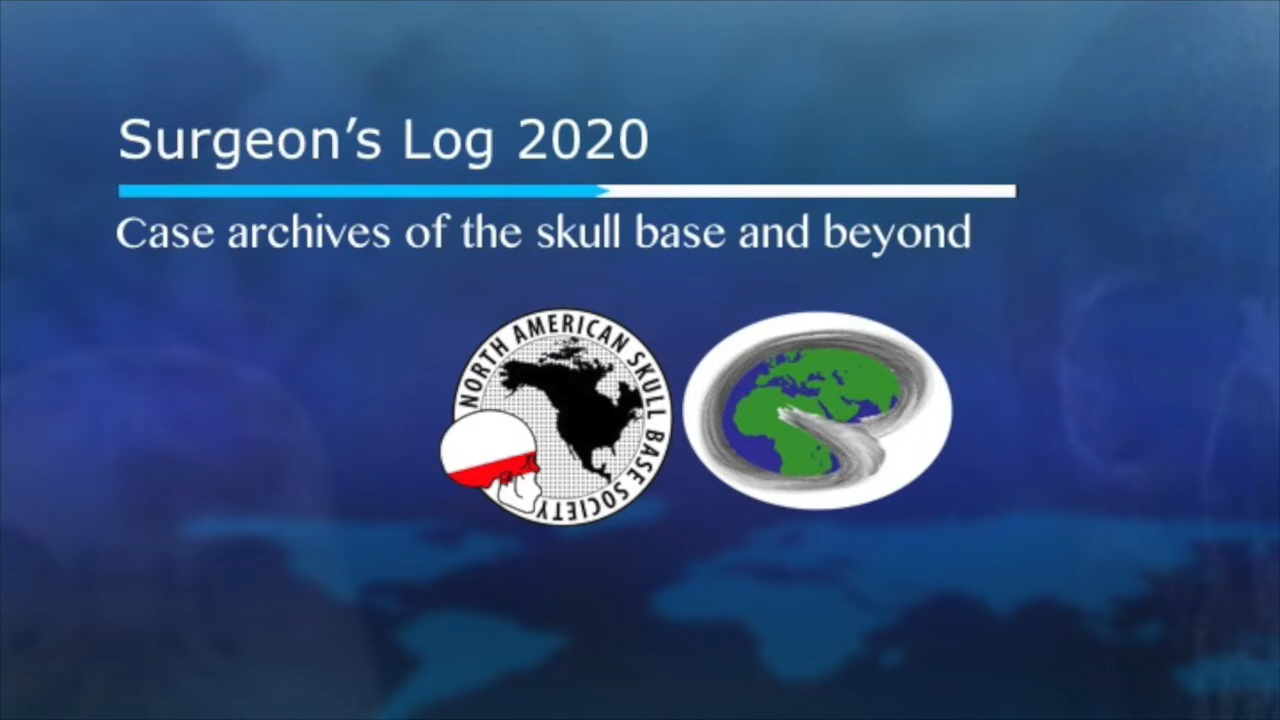 Surgeon’s Log 2020
Case archives of the skull base and beyond
NORTH AMERICAN SKULL BASE SOCIETY